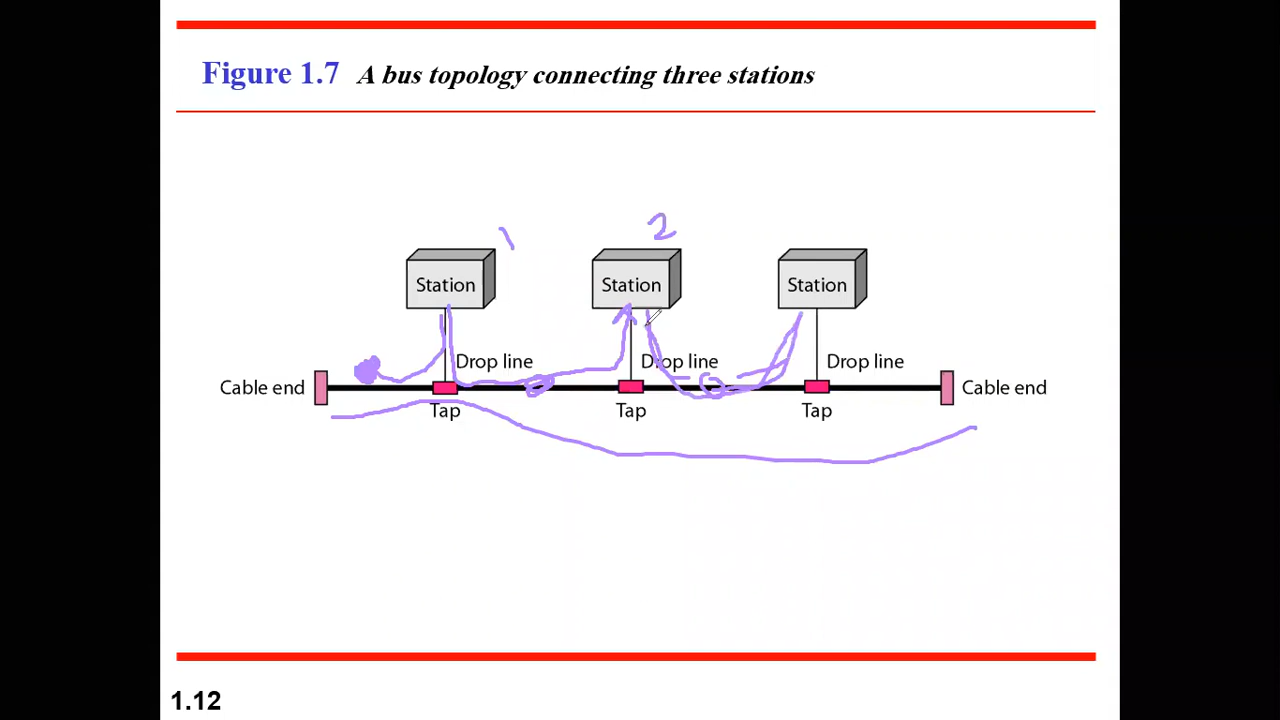 Figure 1.7 A bus topology connecting three stations
2
Station Station Station
Drop line Drop line Drop line
Cable end Cable end
Tap Tap Tap
1.12